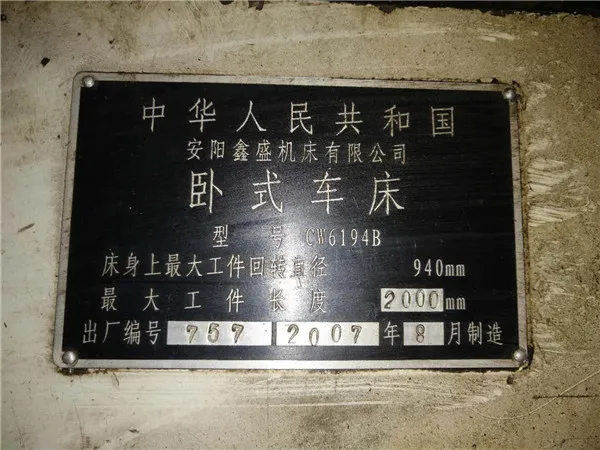 中华人民共和国
安阳鑫盛机床有限公司
卧式车床
型号 CW6194B
床身上最大工件回转直径 940mm
最大工件长度 2000mm
出厂编号 757 2007 年 8 月制造